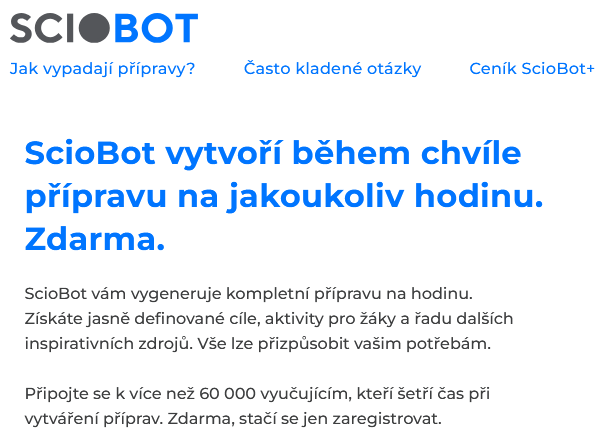 SCIOBOT
Jak vypadají přípravy? Často kladené otázky Ceník ScioBot+
ScioBot vytvoří během chvíle
přípravu na jakoukoliv hodinu.
Zdarma.
ScioBot vám vygeneruje kompletní přípravu na hodinu.
Získáte jasně definované cíle, aktivity pro žáky a řadu dalších
inspirativních zdrojů. Vše lze přizpůsobit vašim potřebám.
Připojte se k více než 60 000 vyučujícím, kteří šetří čas při
vytváření příprav. Zdarma, stačí se jen zaregistrovat.